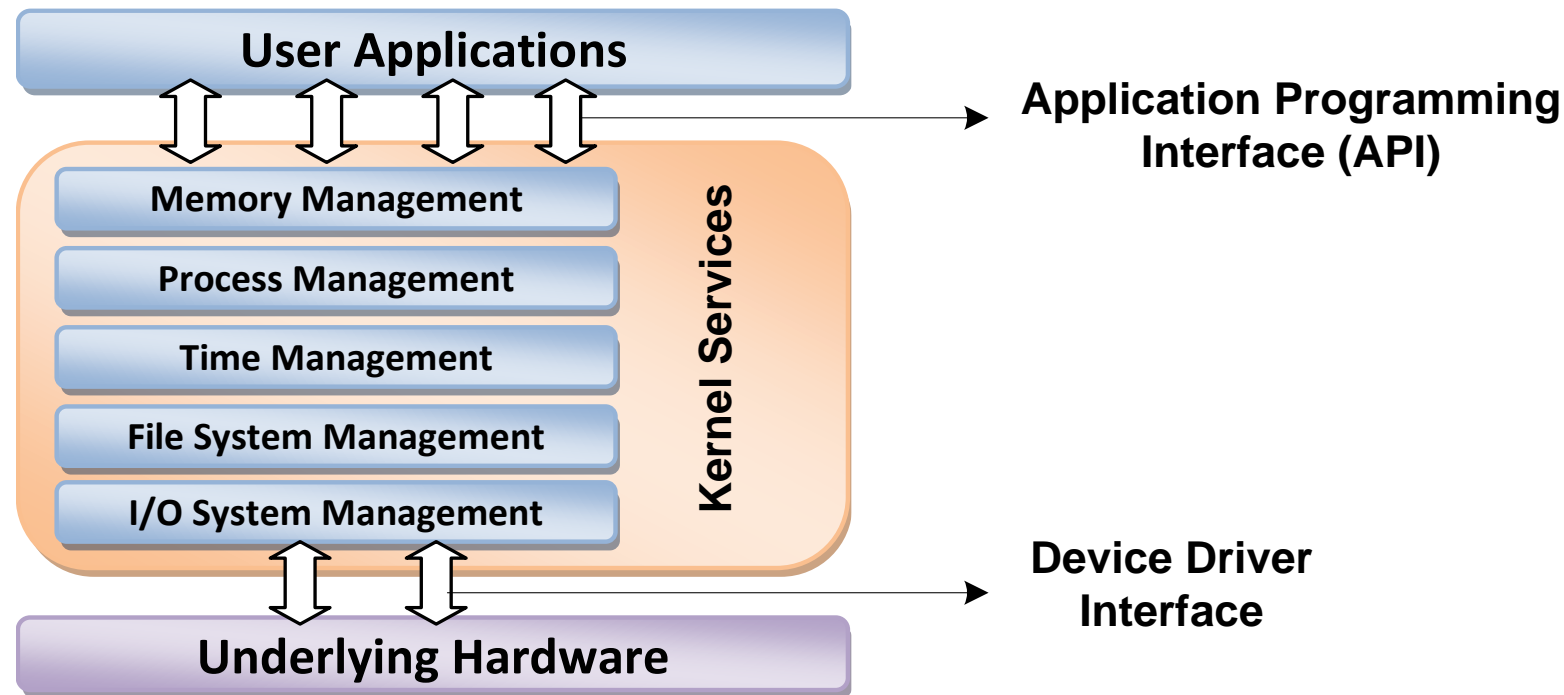 User Applications
Application Programming
Interface (API)
Memory Management
Process Management
Time Management
File System Management
I/O System Management
Kernel Services
Device Driver
Interface
Underlying Hardware